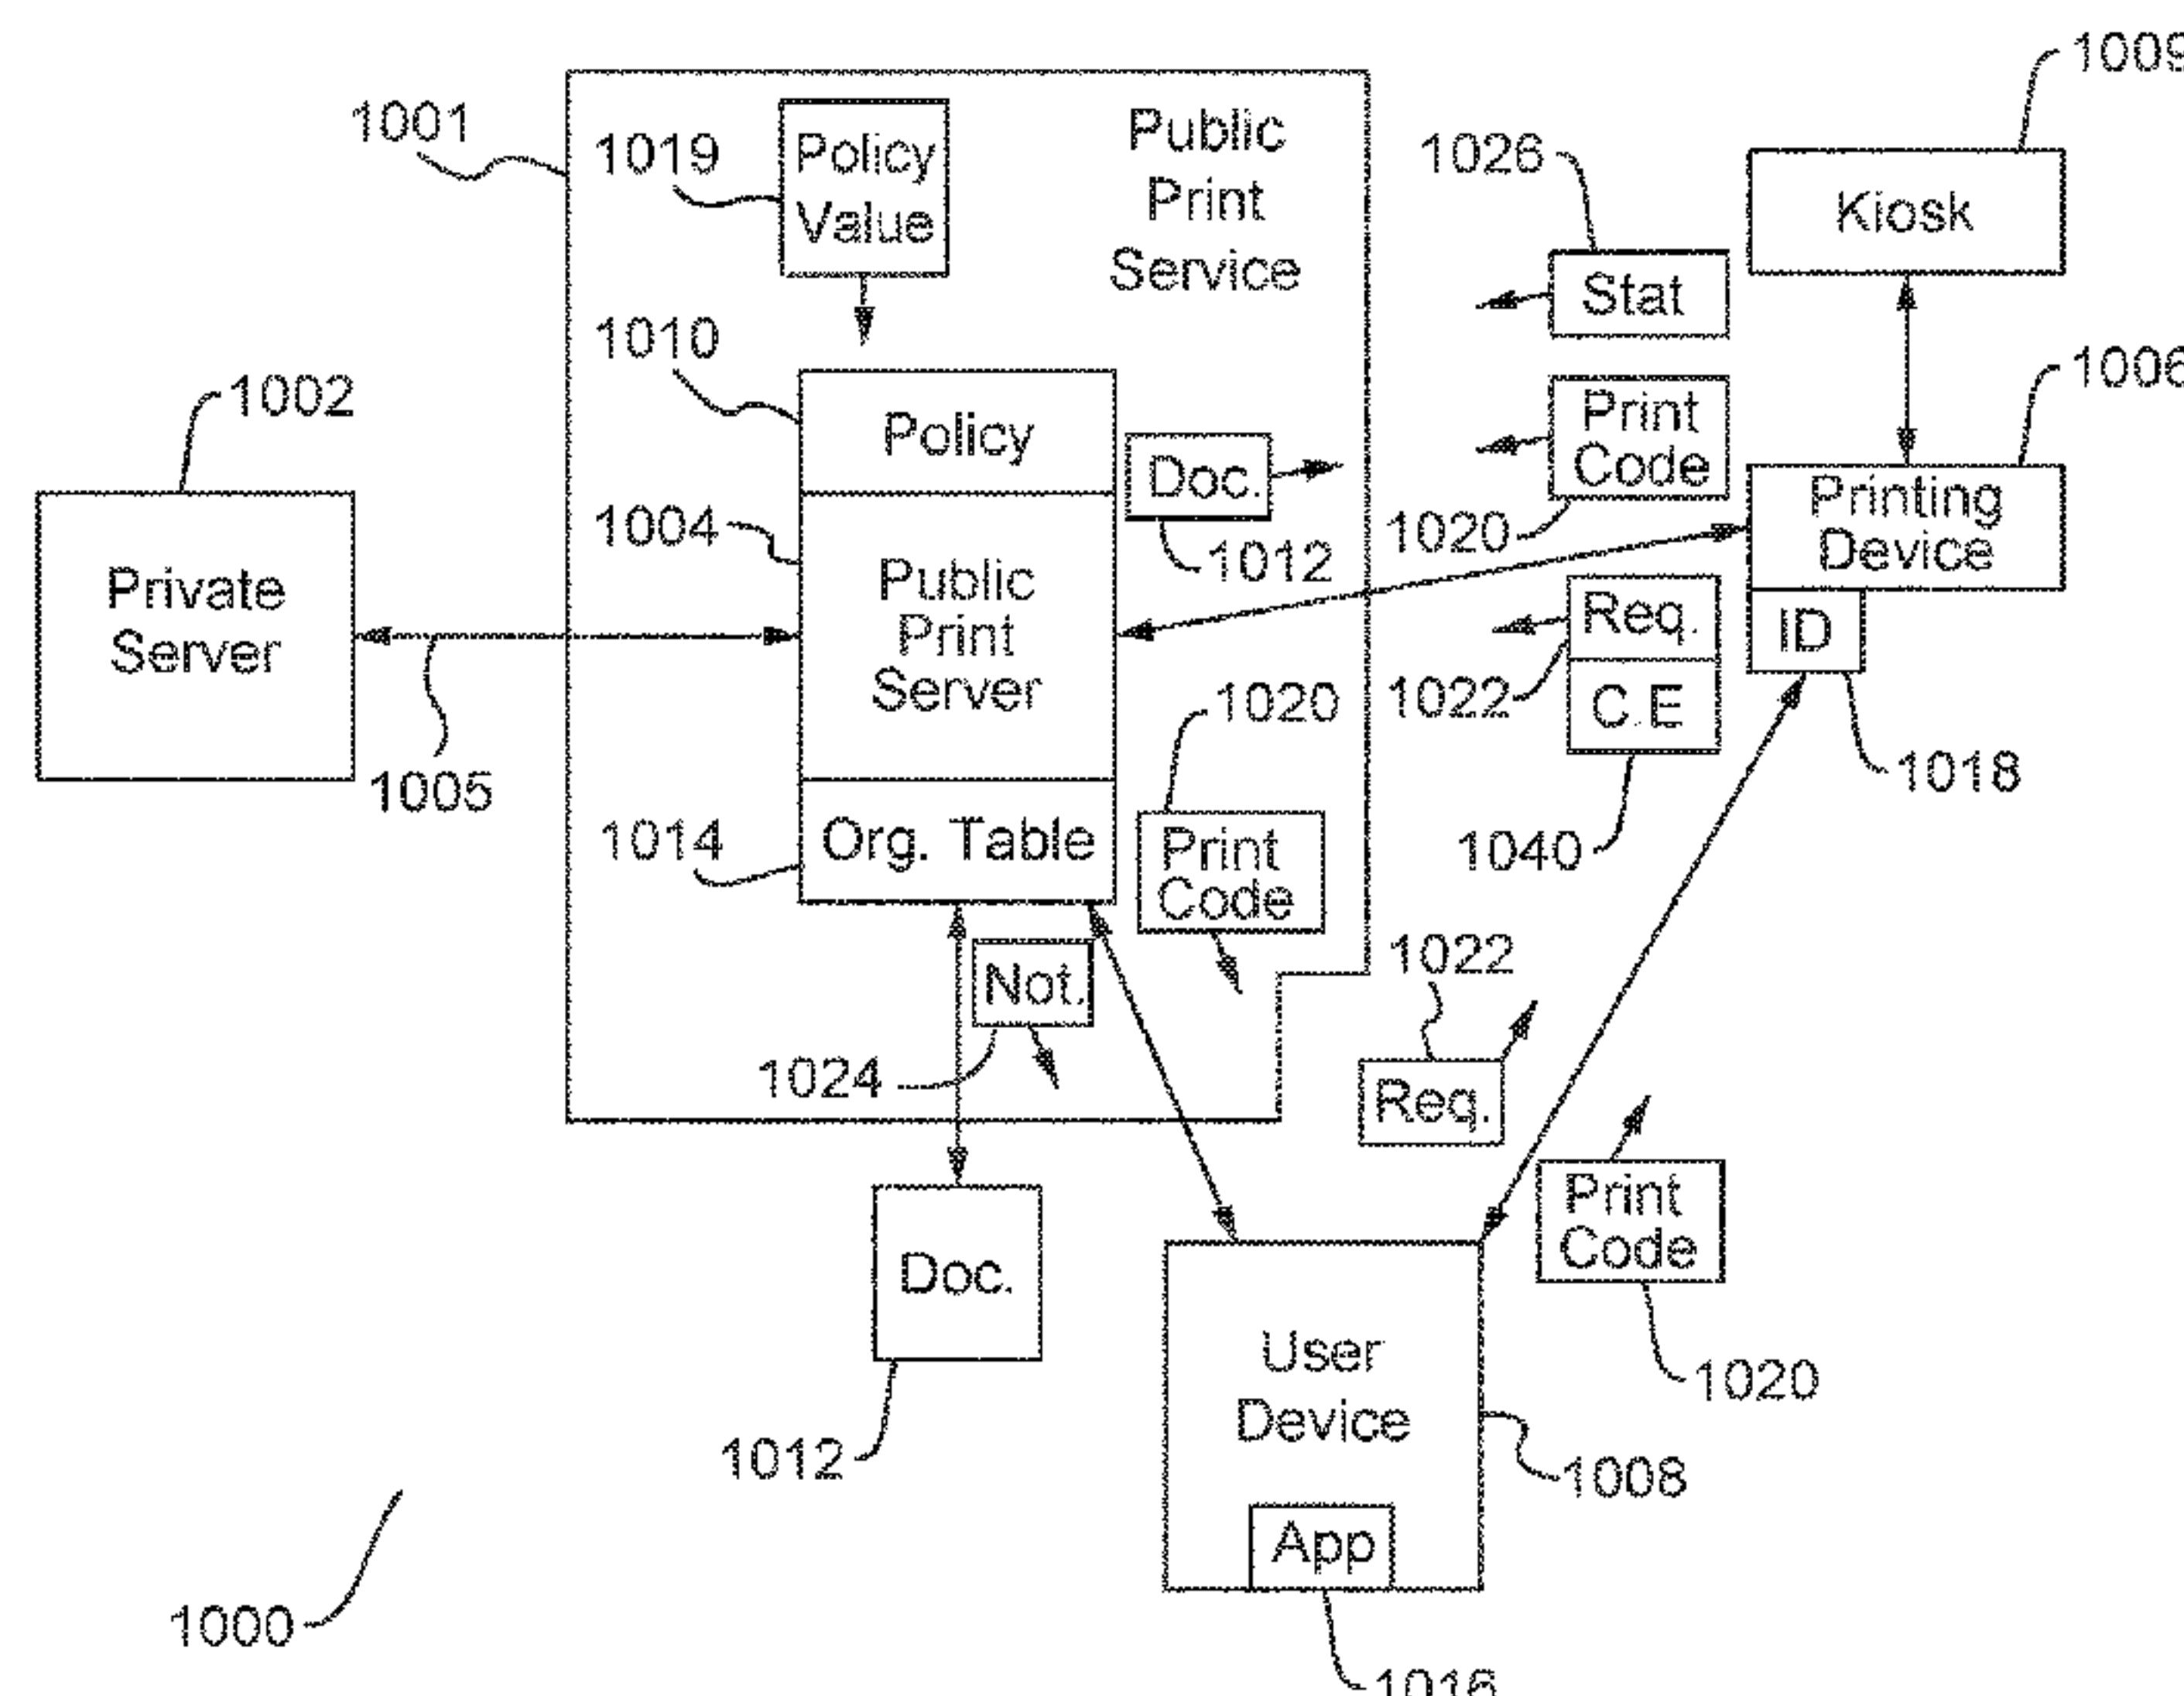 1009
1001
1019
Policy
Value
Public
Print
Service
1026
Stat
Kiosk
1010
Policy
1002
Private
Server
1005
1004
Public
Print
Server
Doc.
1012
Print
Code
1020
1006
Printing
Device
ID
1018
Req.
1022
C.E
1040
1014
Org. Table
1020
Print
Code
Not.
1024
1022
Req.
Print
Code
1020
Doc.
1012
User
Device
1008
App
1016
1000